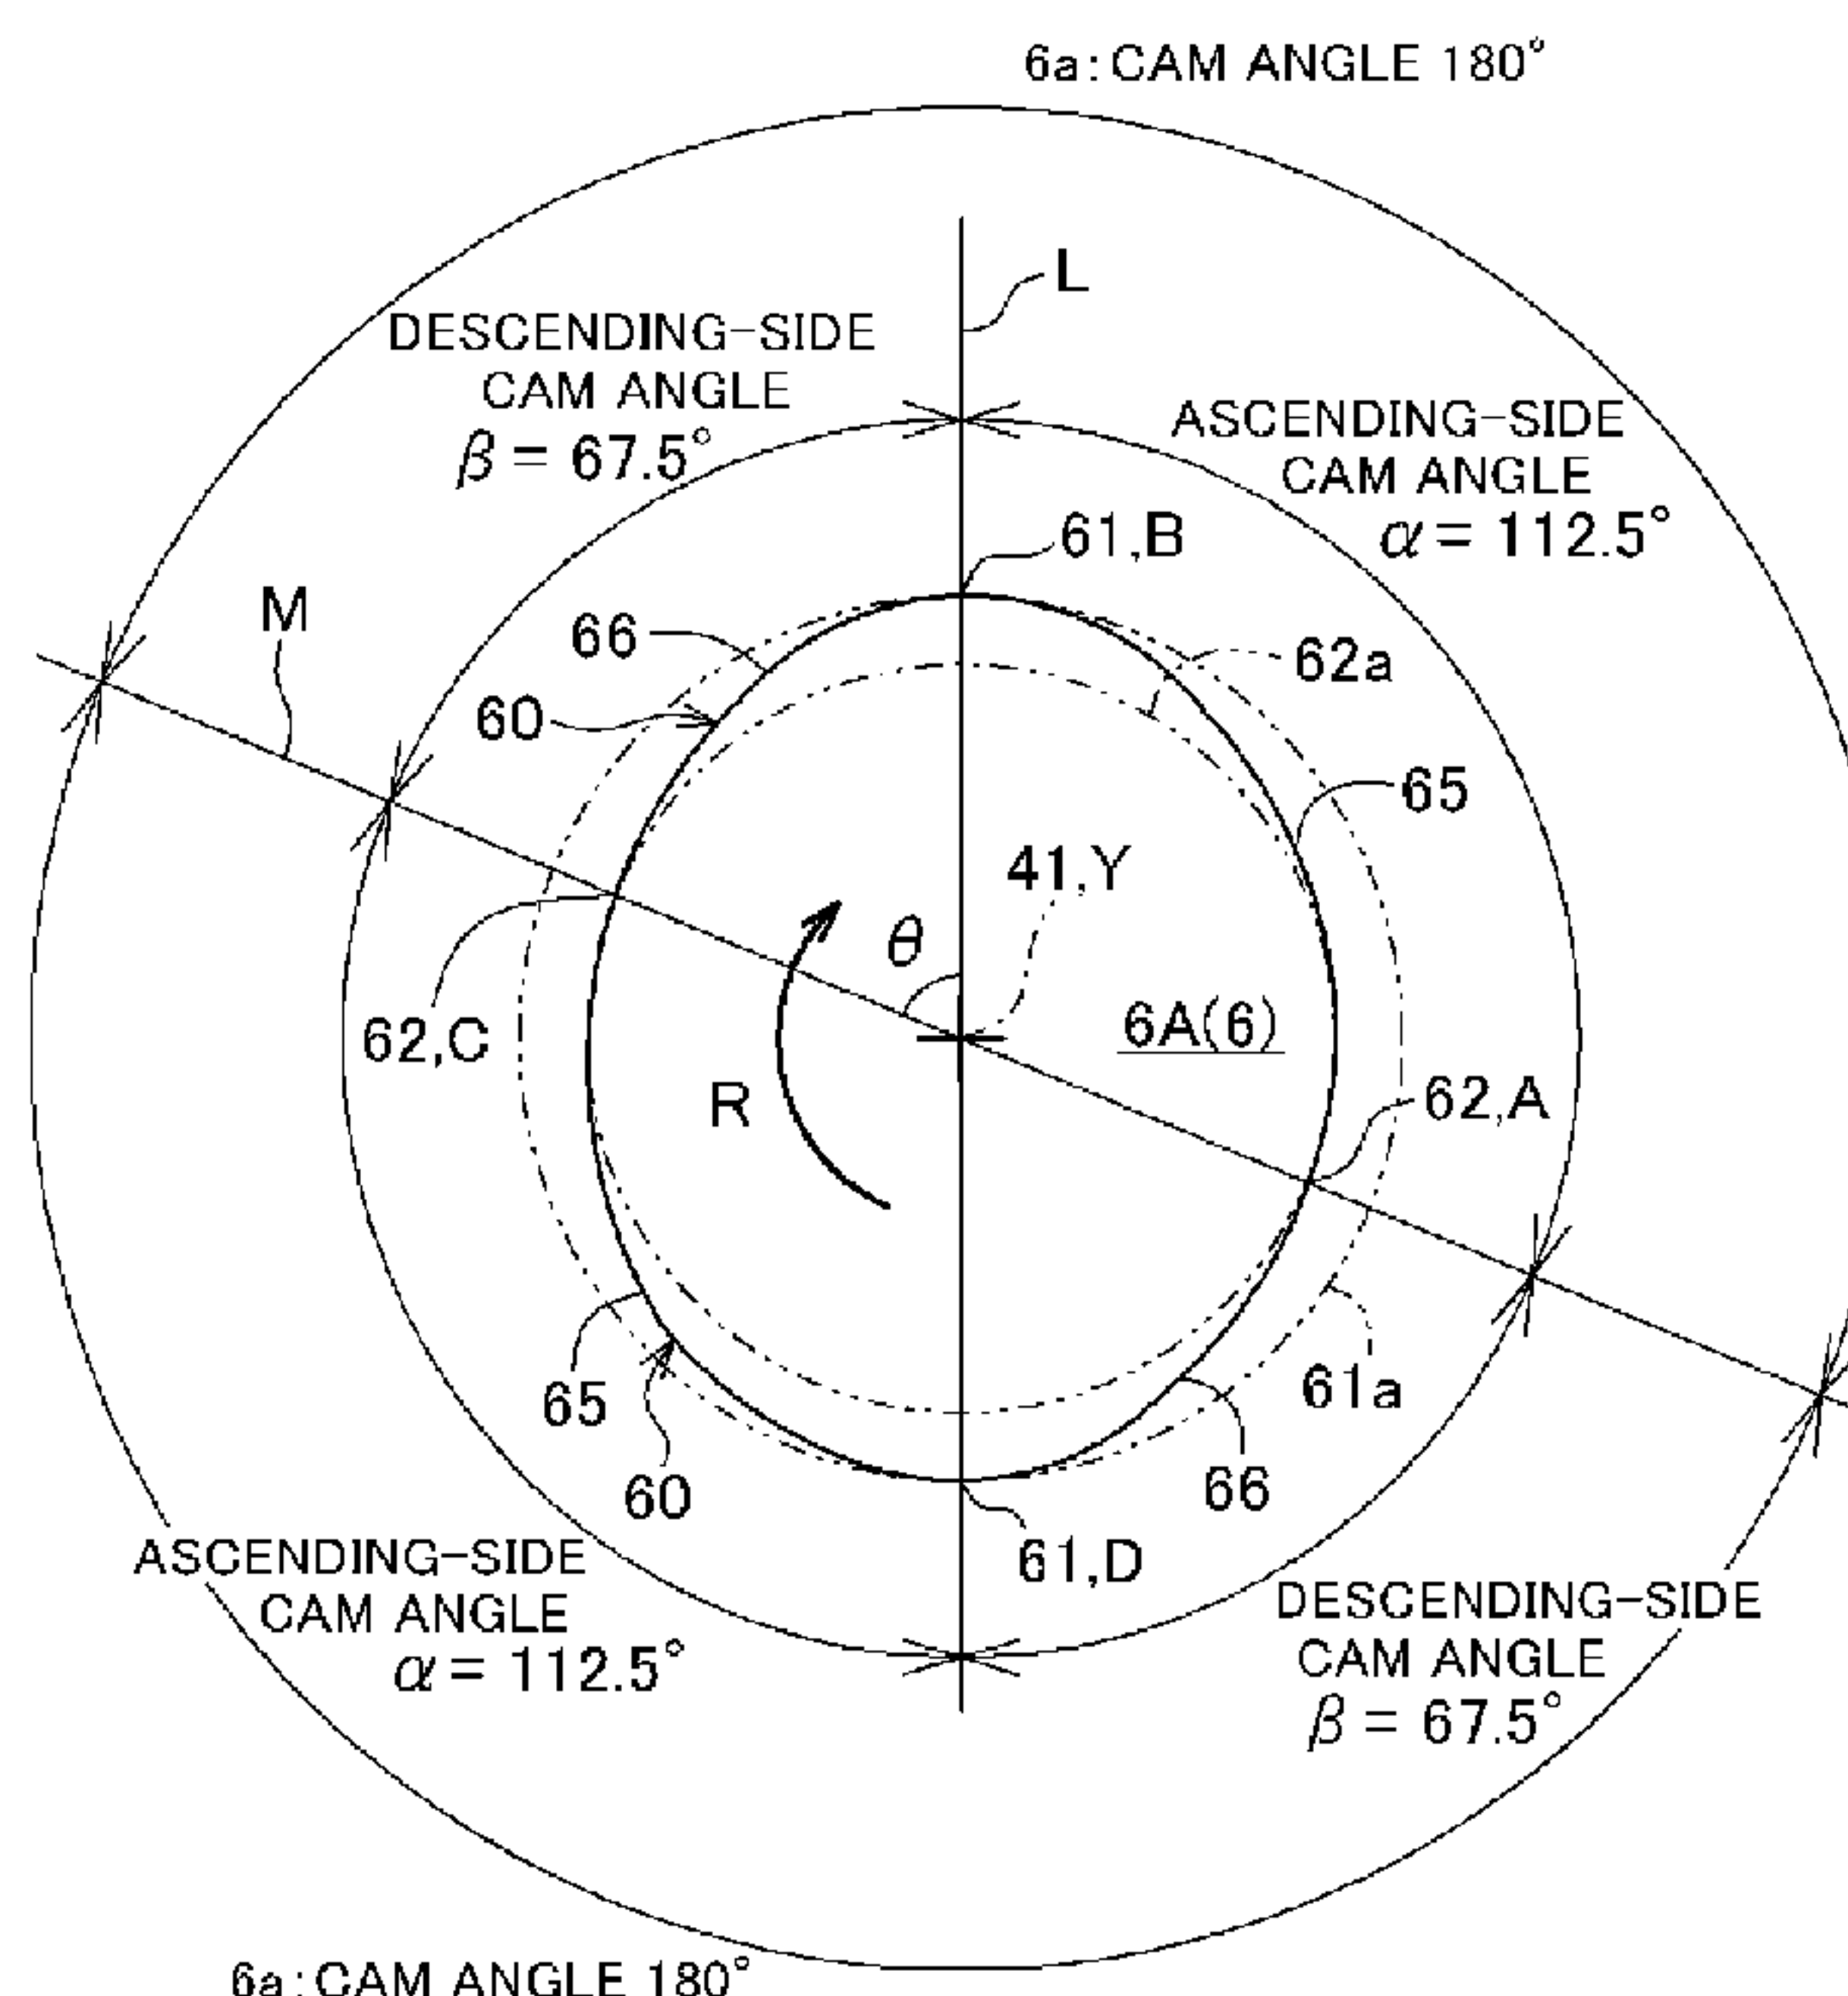 6a:CAM ANGLE 180°
L
DESCENDING-SIDE
CAM ANGLE
β = 67.5°
ASCENDING-SIDE
CAM ANGLE
α = 112.5°
61,B
M
66
62a
60
65
41,Y
θ
62,C
6A(6)
R
62,A
65
61a
60
66
61,D
ASCENDING-SIDE
CAM ANGLE
α = 112.5°
DESCENDING-SIDE
CAM ANGLE
β = 67.5°
6a:CAM ANGLE 180°